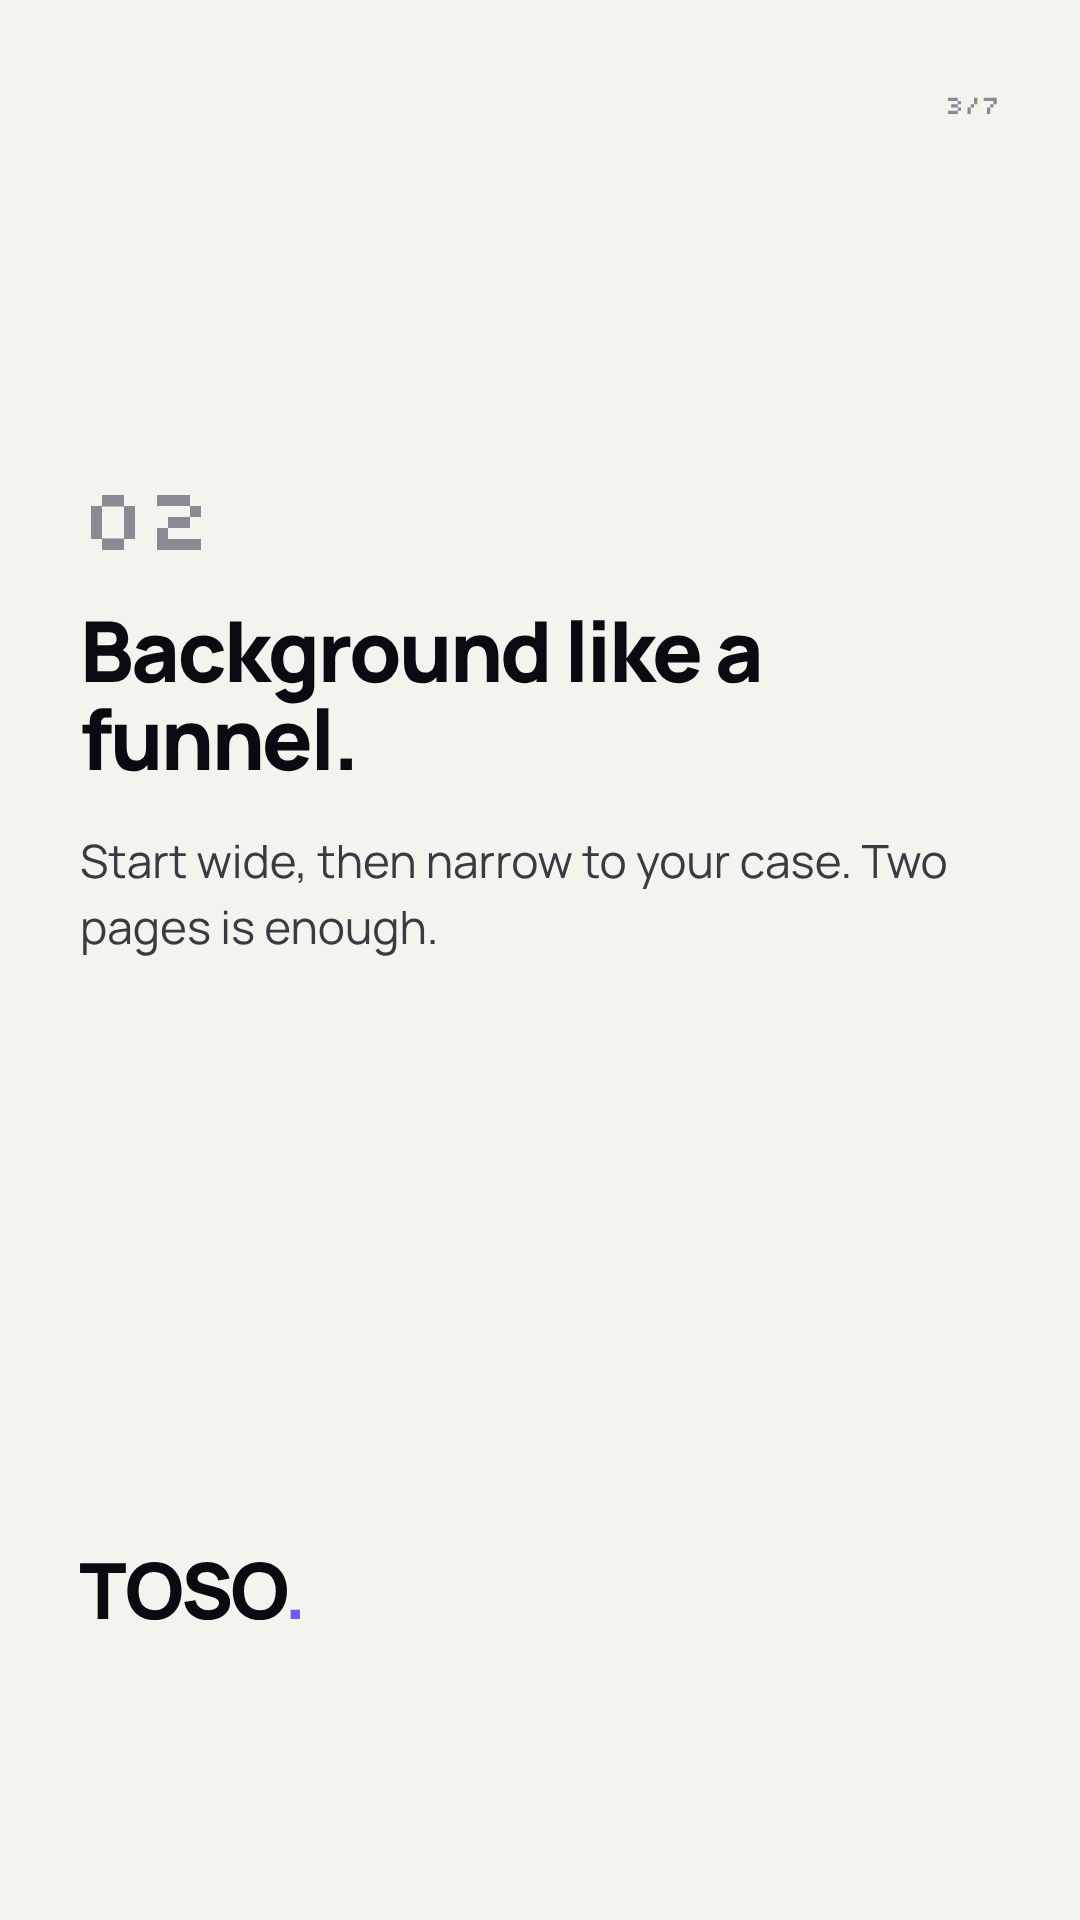 3/7
02
Background like a
funnel.
Start wide, then narrow to your case. Two
pages is enough.
TOSO.